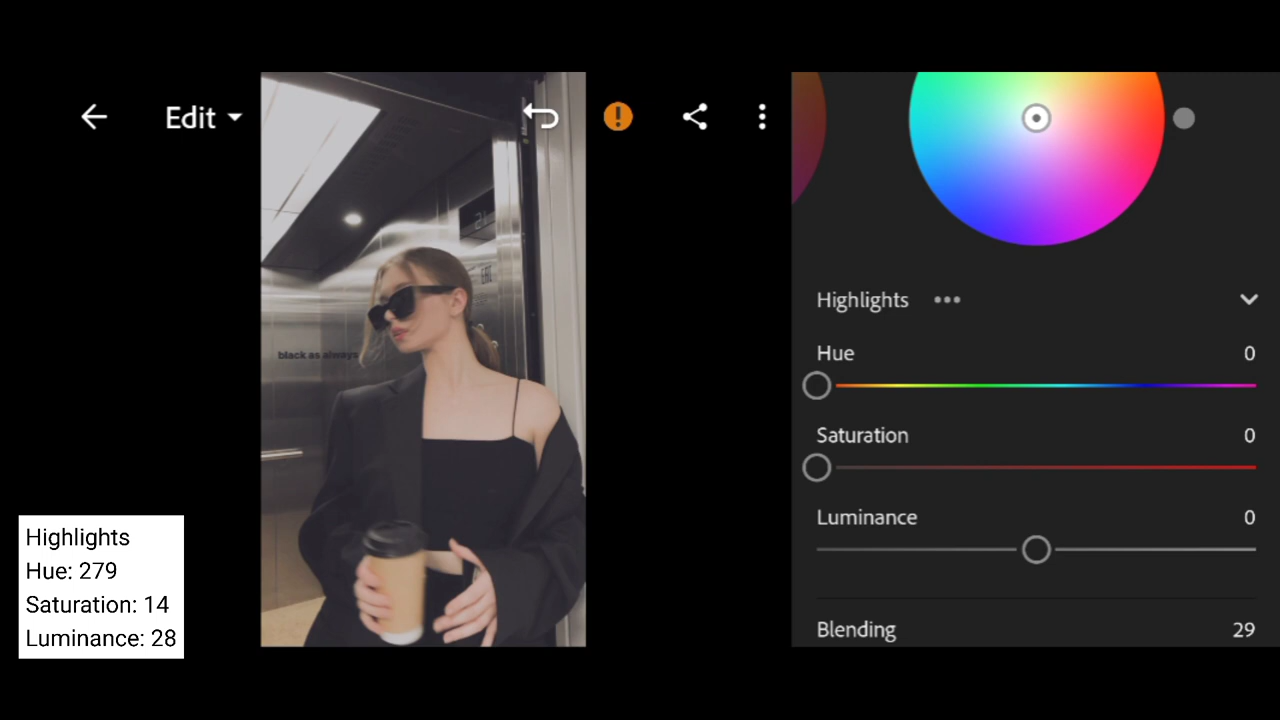 Edit
21
black as always
Highlights
Hue 0
Saturation 0
Luminance 0
Blending 29
Highlights
Hue: 279
Saturation: 14
Luminance: 28